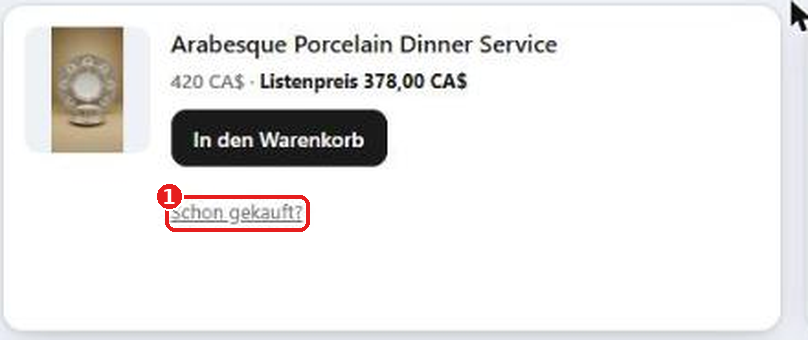 Arabesque Porcelain Dinner Service
420 CA$ · Listenpreis 378,00 CA$
In den Warenkorb
1
Schon gekauft?